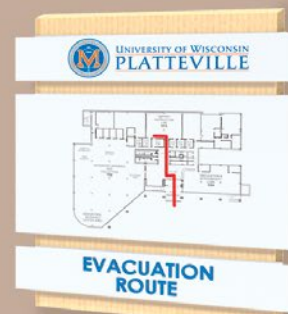 M
UNIVERSITY OF WISCONSIN
PLATTEVILLE
EVACUATION
ROUTE